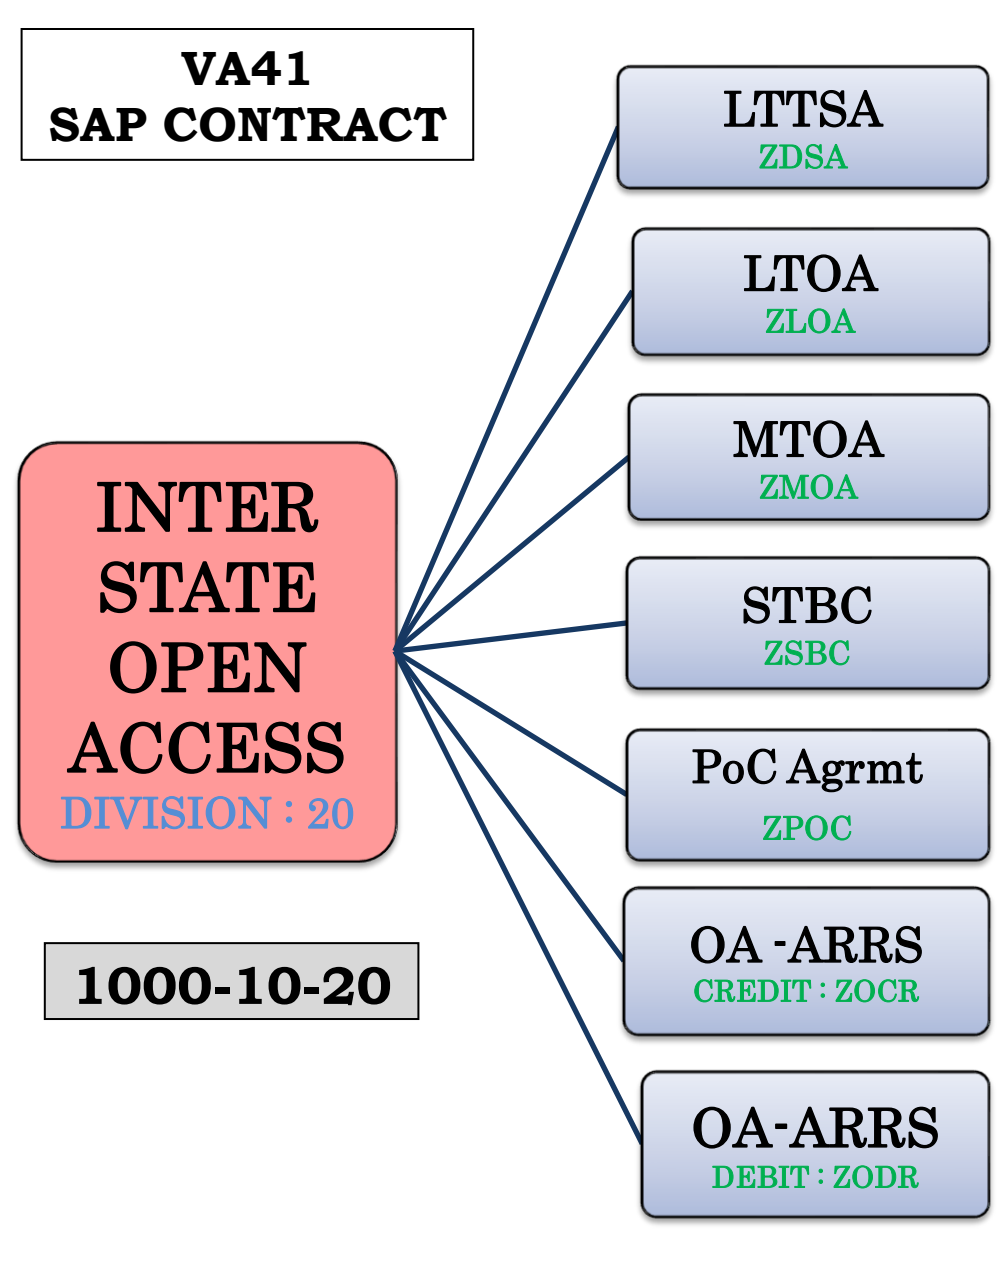 VA41
SAP CONTRACT
LTTSA
ZDSA
LTOA
ZLOA
MTOA
ZMOA
STBC
ZSBC
PoC Agrmt
ZPOC
OA -ARRS
CREDIT : ZOCR
OA-ARRS
DEBIT : ZODR
INTER
STATE
OPEN
ACCESS
DIVISION : 20
1000-10-20